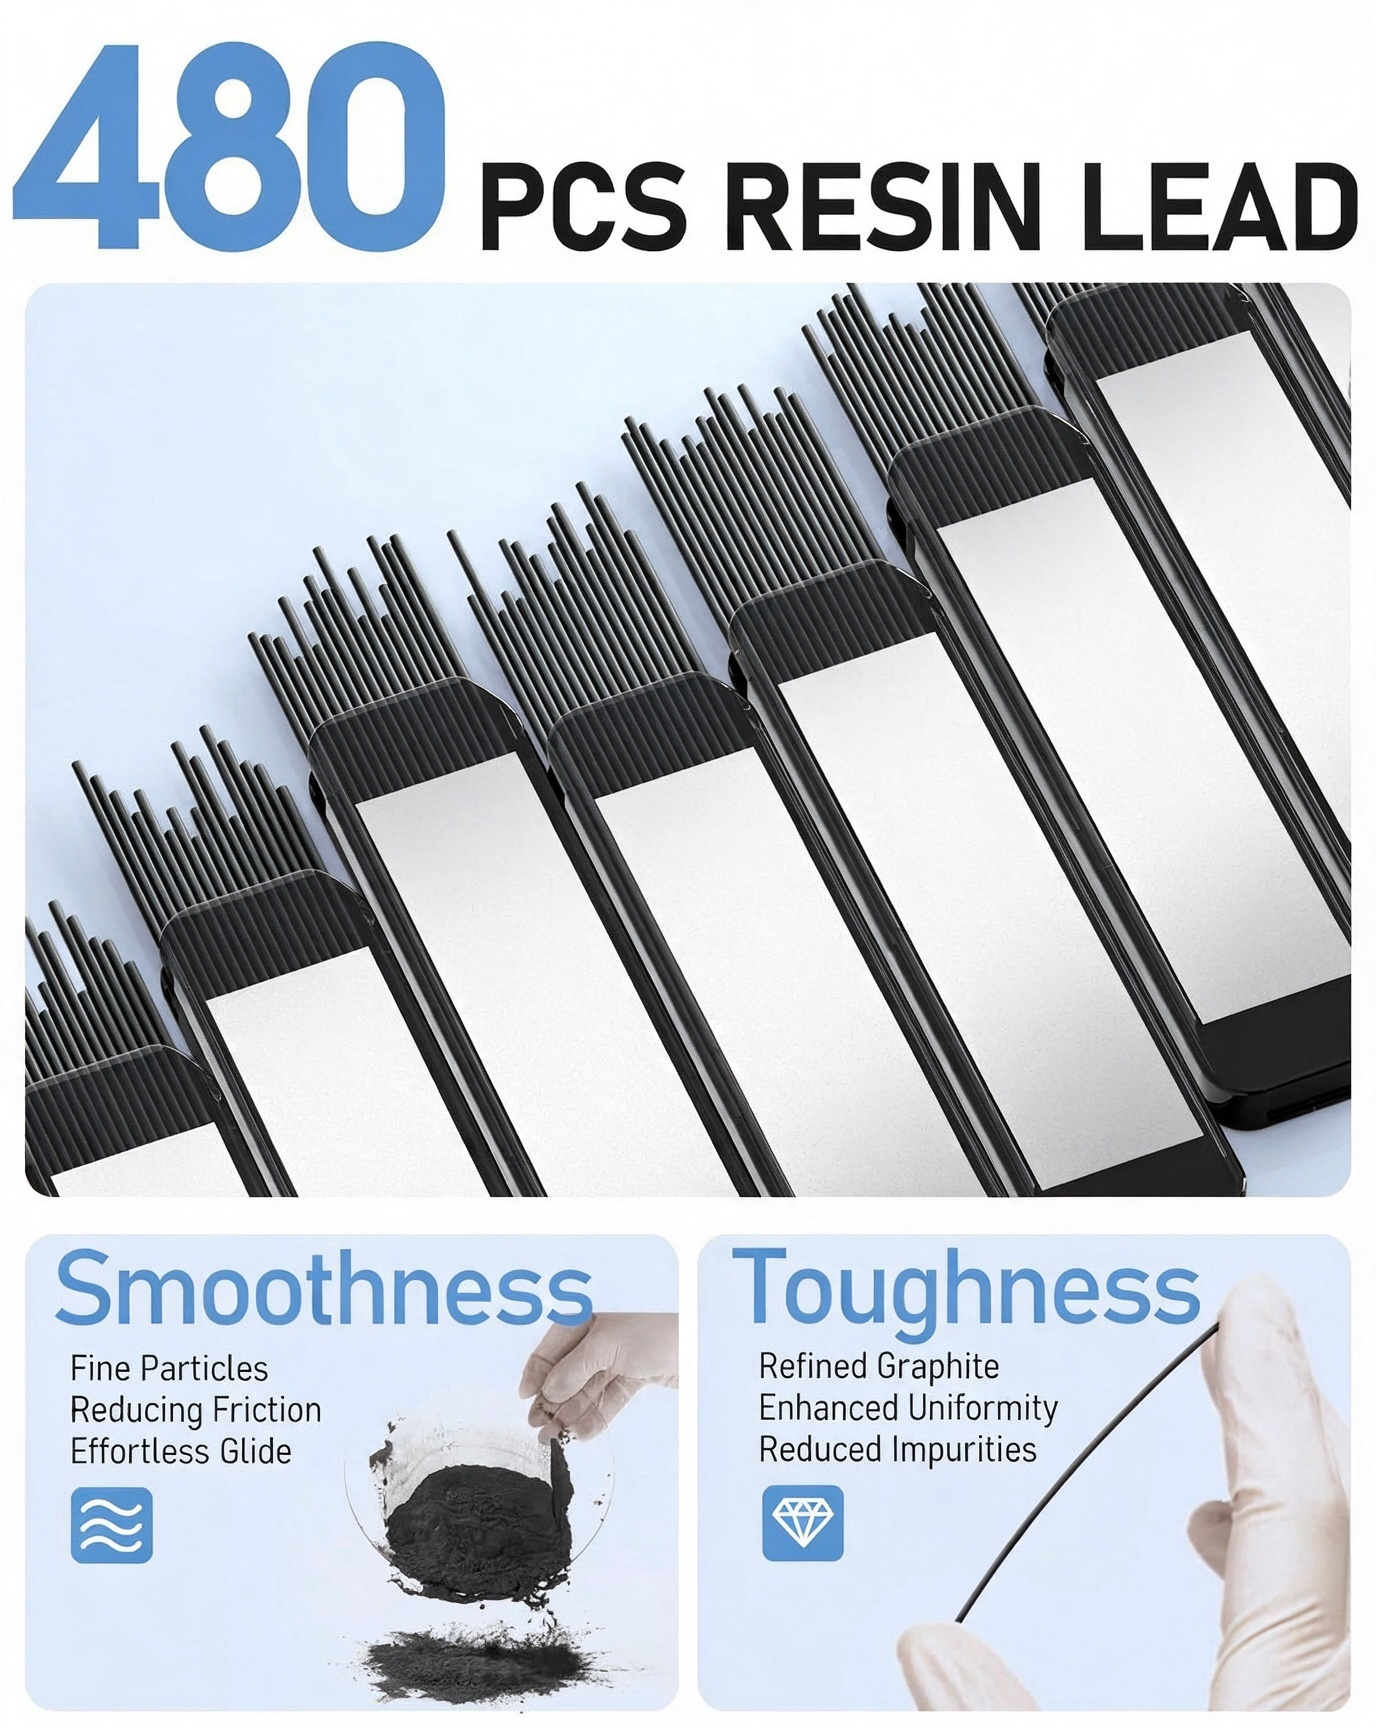 480 PCS RESIN LEAD
Smoothness
Fine Particles
Reducing Friction
Effortless Glide
Toughness
Refined Graphite
Enhanced Uniformity
Reduced Impurities